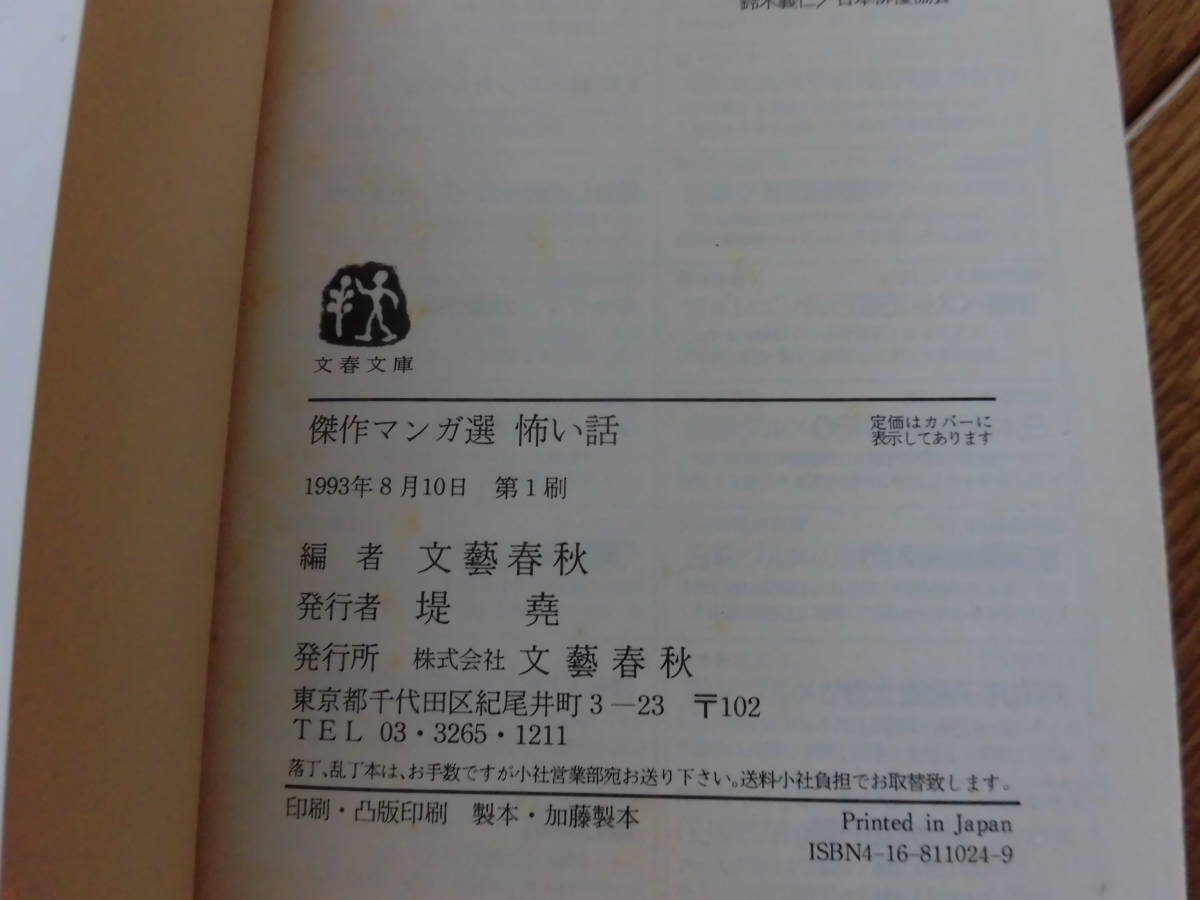 文春文庫
傑作マンガ選 怖い話
定価はカバーに
表示してあります
1993年8月10日 第1刷
編者 文藝春秋
発行者 堤堯
発行所 株式会社 文藝春秋
東京都千代田区紀尾井町3—23 〒102
TEL 03・3265・1211
落丁、乱丁本は、お手数ですが小社営業部宛お送り下さい。送料小社負担でお取替致します。
印刷・凸版印刷 製本・加藤製本
Printed in Japan
ISBN4-16-811024-9